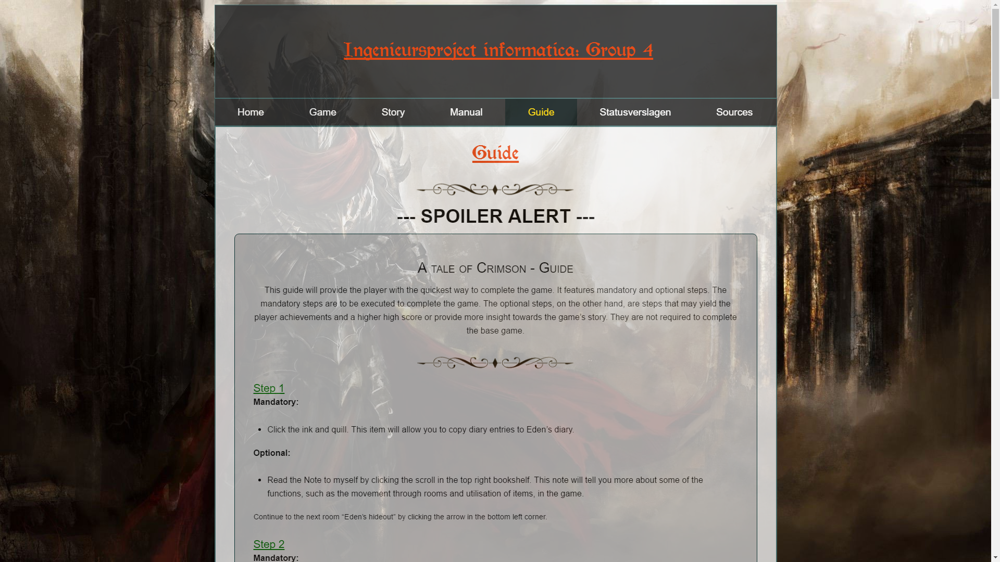 Ingenieursproject informatica: Group 4
Home Game Story Manual Guide Statusverslagen Sources
Guide
--- SPOILER ALERT ---
A tale of Crimson - Guide
This guide will provide the player with the quickest way to complete the game. It features mandatory and optional steps. The
mandatory steps are to be executed to complete the game. The optional steps, on the other hand, are steps that may yield the
player achievements and a higher high score or provide more insight towards the game’s story. They are not required to complete
the base game.
Step 1
Mandatory:
• Click the ink and quill. This item will allow you to copy diary entries to Eden’s diary.
Optional:
• Read the Note to myself by clicking the scroll in the top right bookshelf. This note will tell you more about some of the
functions, such as the movement through rooms and utilisation of items, in the game.
Continue to the next room “Eden’s hideout” by clicking the arrow in the bottom left corner.
Step 2
Mandatory: